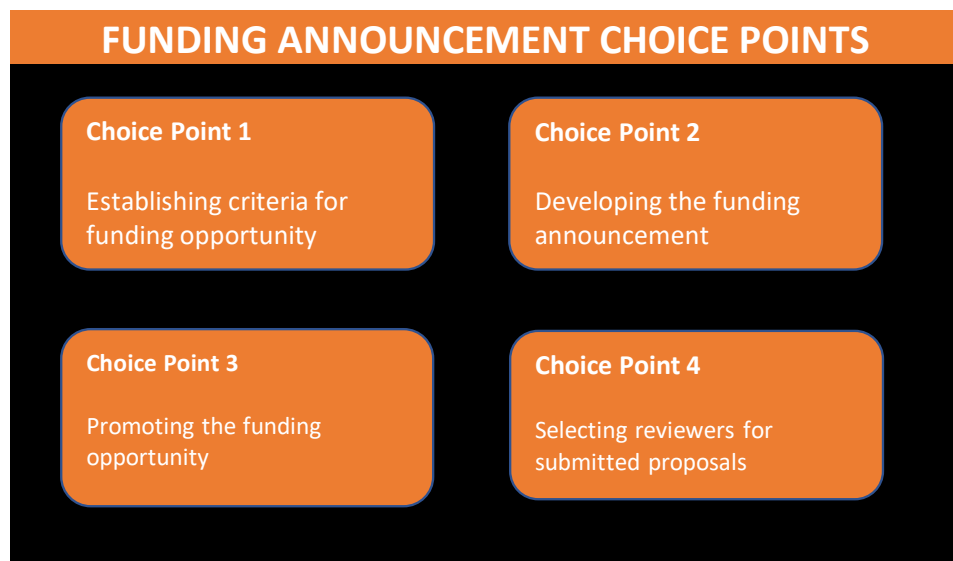 FUNDING ANNOUNCEMENT CHOICE POINTS
Choice Point 1
Establishing criteria for
funding opportunity
Choice Point 2
Developing the funding
announcement
Choice Point 3
Promoting the funding
opportunity
Choice Point 4
Selecting reviewers for
submitted proposals